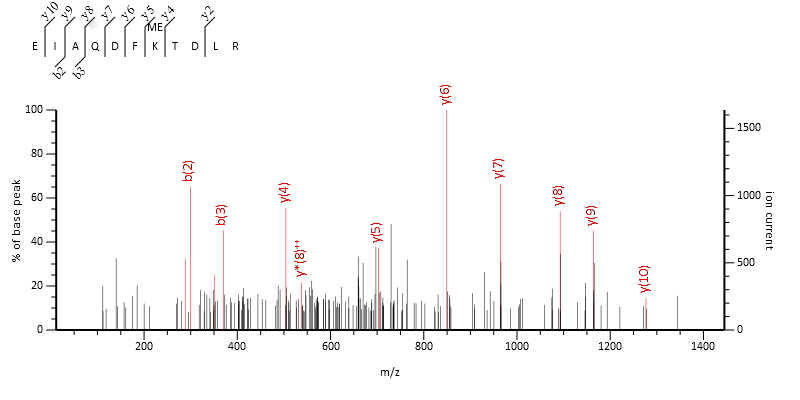 y10 y9 y8 y7 y6 y5 y4 y2
ME
E I A Q D F K T D L R
b2 b3
% of base peak
100
80
60
40
20
0
b(2)
b(3)
y(4)
y*(8)++
y(5)
y(6)
y(7)
y(8)
y(9)
y(10)
1500
1000
500
0
ion current
200 400 600 800 1000 1200 1400
m/z